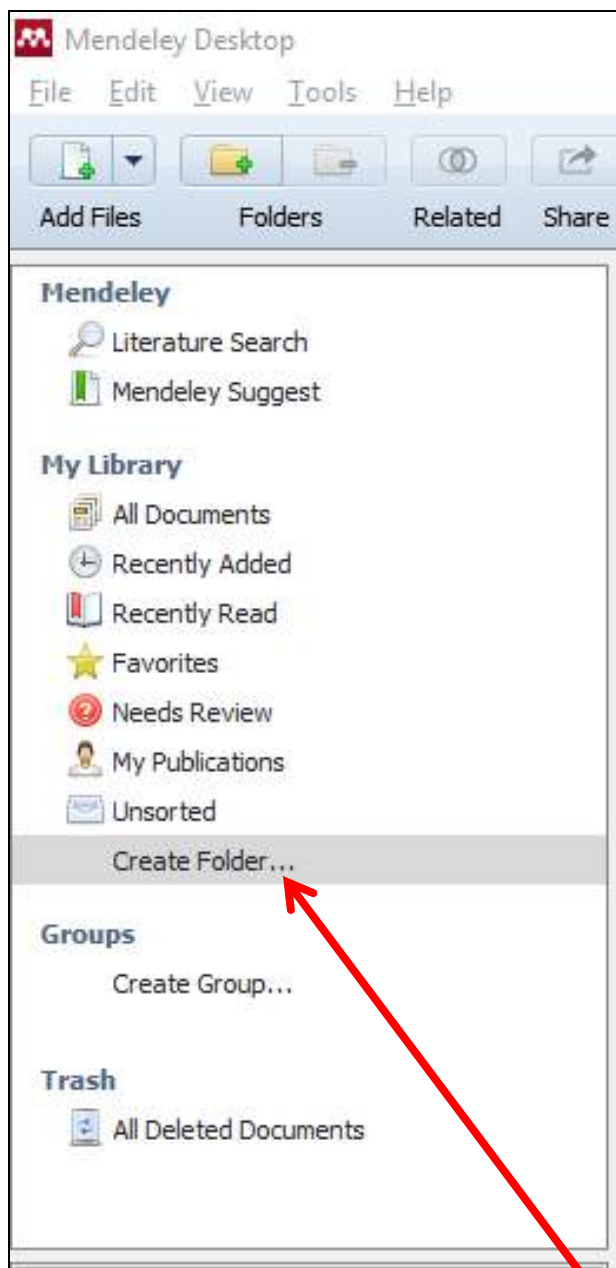 Mendeley Desktop
File Edit View Tools Help
Add Files Folders Related Share
Mendeley
Literature Search
Mendeley Suggest
My Library
All Documents
Recently Added
Recently Read
Favorites
Needs Review
My Publications
Unsorted
Create Folder...
Groups
Create Group...
Trash
All Deleted Documents